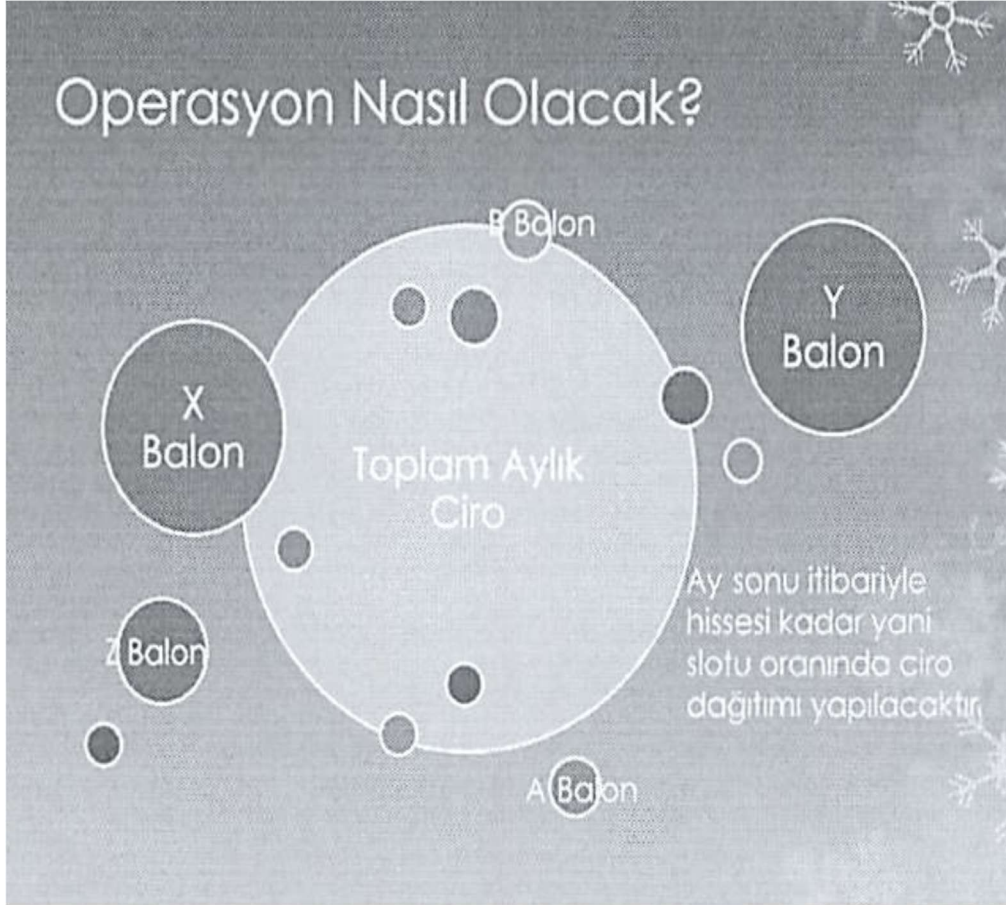 Operasyon Nasıl Olacak?
B Balon
Y
Balon
X
Balon
Toplam Aylık
Ciro
Ay sonu itibariyle
hissesi kadar yani
slotu oranında ciro
dağıtımı yapılacaktır.
Z Balon
A Balon